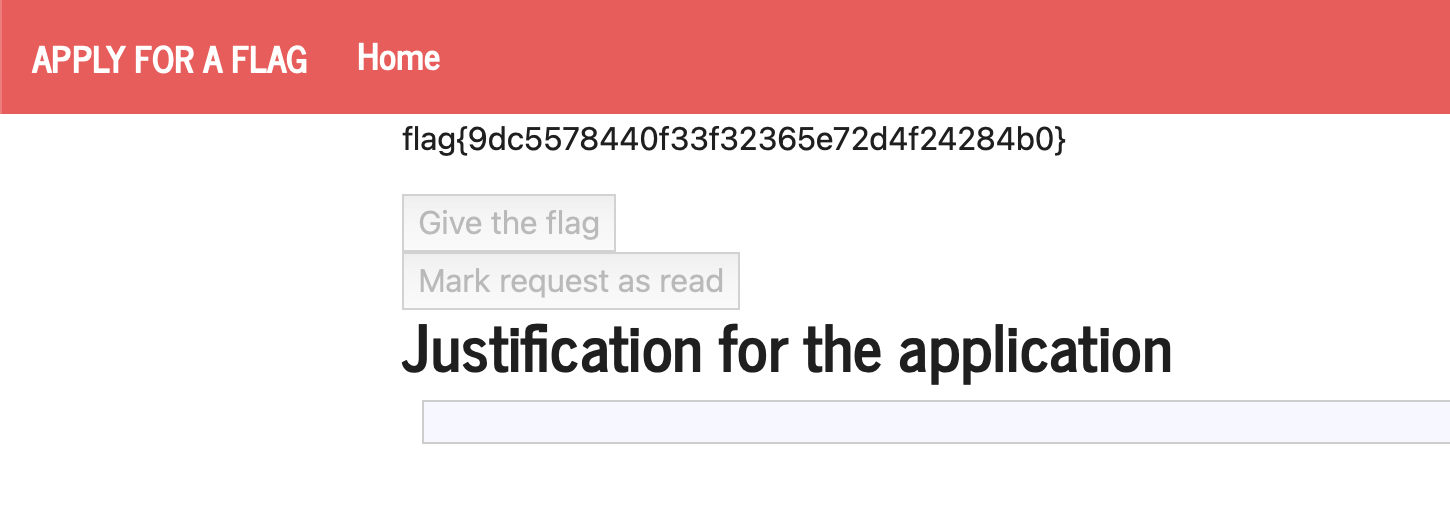 APPLY FOR A FLAG Home
flag{9dc5578440f33f32365e72d4f24284b0}
Give the flag
Mark request as read
Justification for the application